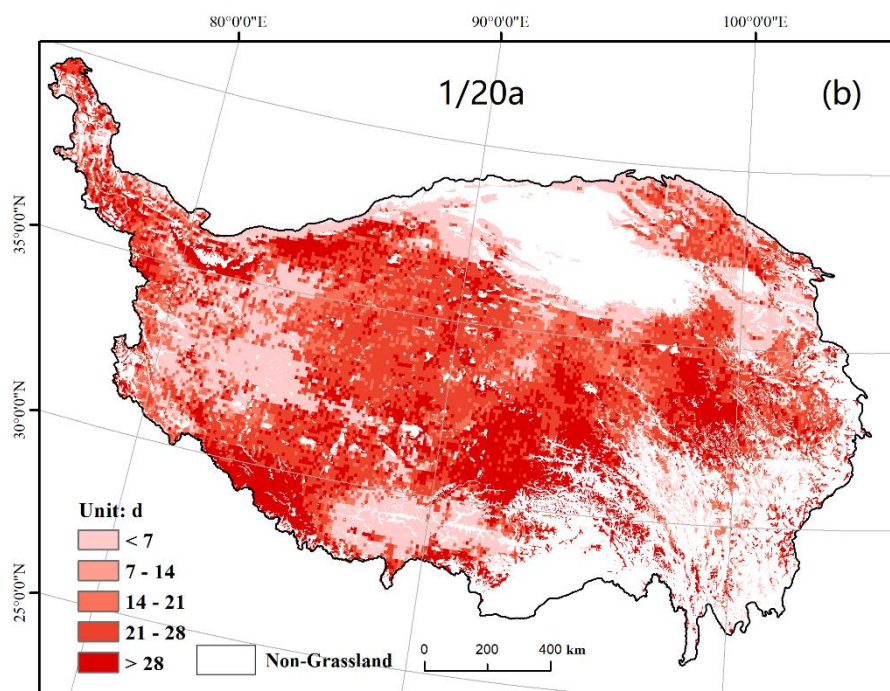 80°0'0"E 90°0'0"E 100°0'0"E
1/20a (b)
35°0'0"N
30°0'0"N
25°0'0"N
Unit: d
< 7
7 - 14
14 - 21
21 - 28
> 28
Non-Grassland
0 200 400 km